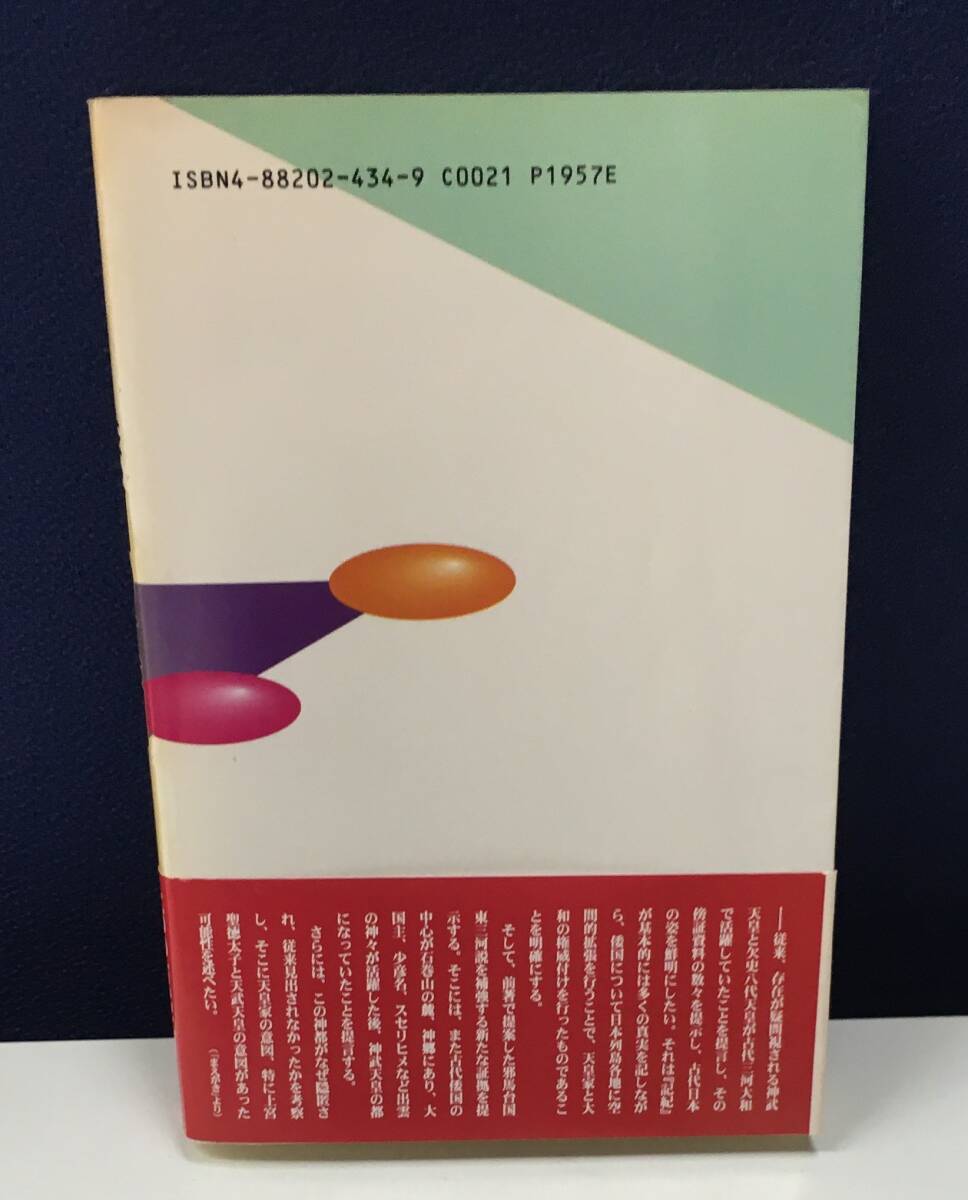 ISBN4-88202-434-9 C0021 P1957E
――従来、存否が疑問視される神武
天皇と欠史八代天皇が古代三河大和
で活躍していたことを提言し、その
傍証資料の数々を提示し、古代日本
の姿を鮮明にしたい。それは『記紀』
が基本的には多くの真実を記しなが
ら、倭国について日本列島各地に空
間的拡張を行うことで、天皇家と大
和の権威付けを行ったものであるこ
とを明確にする。
そして、前著で提案した邪馬台国
東三河説を補強する新たな証拠を提
示する。そこには、また古代倭国の
中心が石巻山の麓、神郷にあり、大
国主、少彦名、スセリヒメなど出雲
の神々が活躍した後、神武天皇の都
になっていたことを提言する。
さらには、この神都がなぜ隠匿さ
れ、従来見出されなかったかを考察
し、そこに天皇家の意図、特に上宮
聖徳太子と天武天皇の意図があった
可能性を述べたい。
(「まえがき」より)